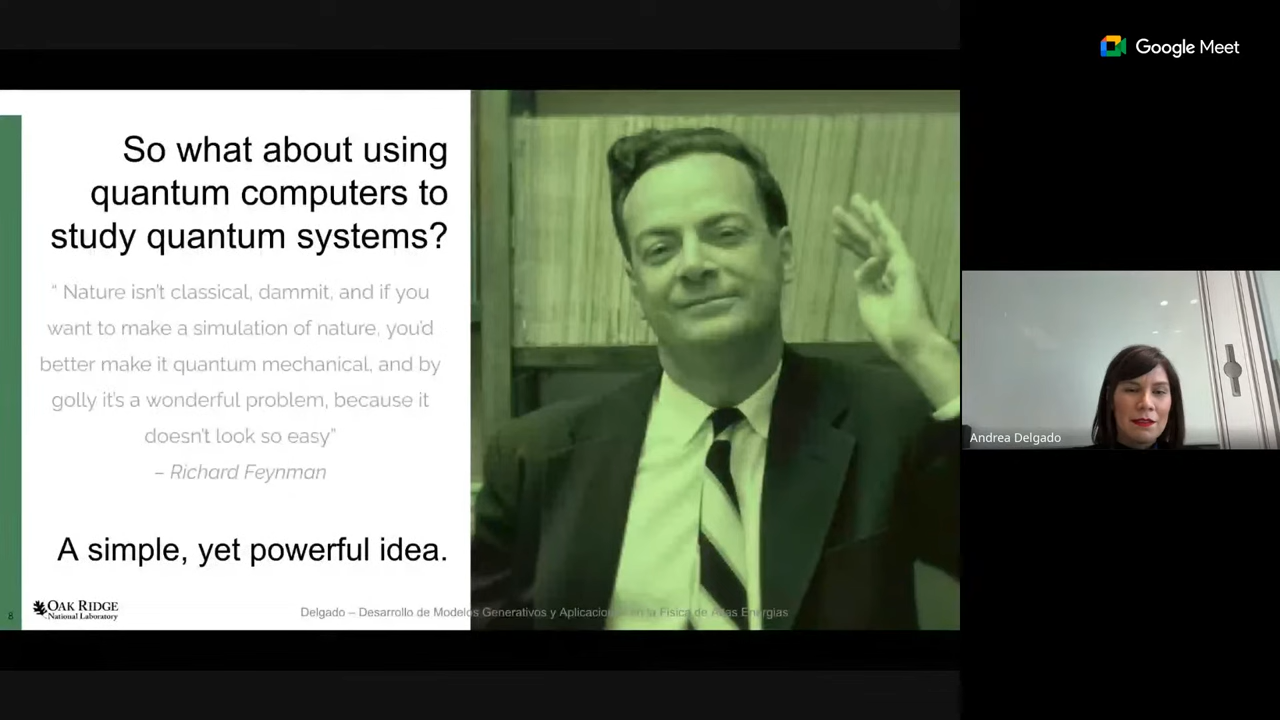 Google Meet
So what about using
quantum computers to
study quantum systems?
“ Nature isn't classical, dammit, and if you
want to make a simulation of nature, you'd
better make it quantum mechanical, and by
golly it's a wonderful problem, because it
doesn't look so easy”
– Richard Feynman
A simple, yet powerful idea.
8
OAK RIDGE
National Laboratory
Delgado – Desarrollo de Modelos Generativos y en la Física de Altas Energías
Andrea Delgado